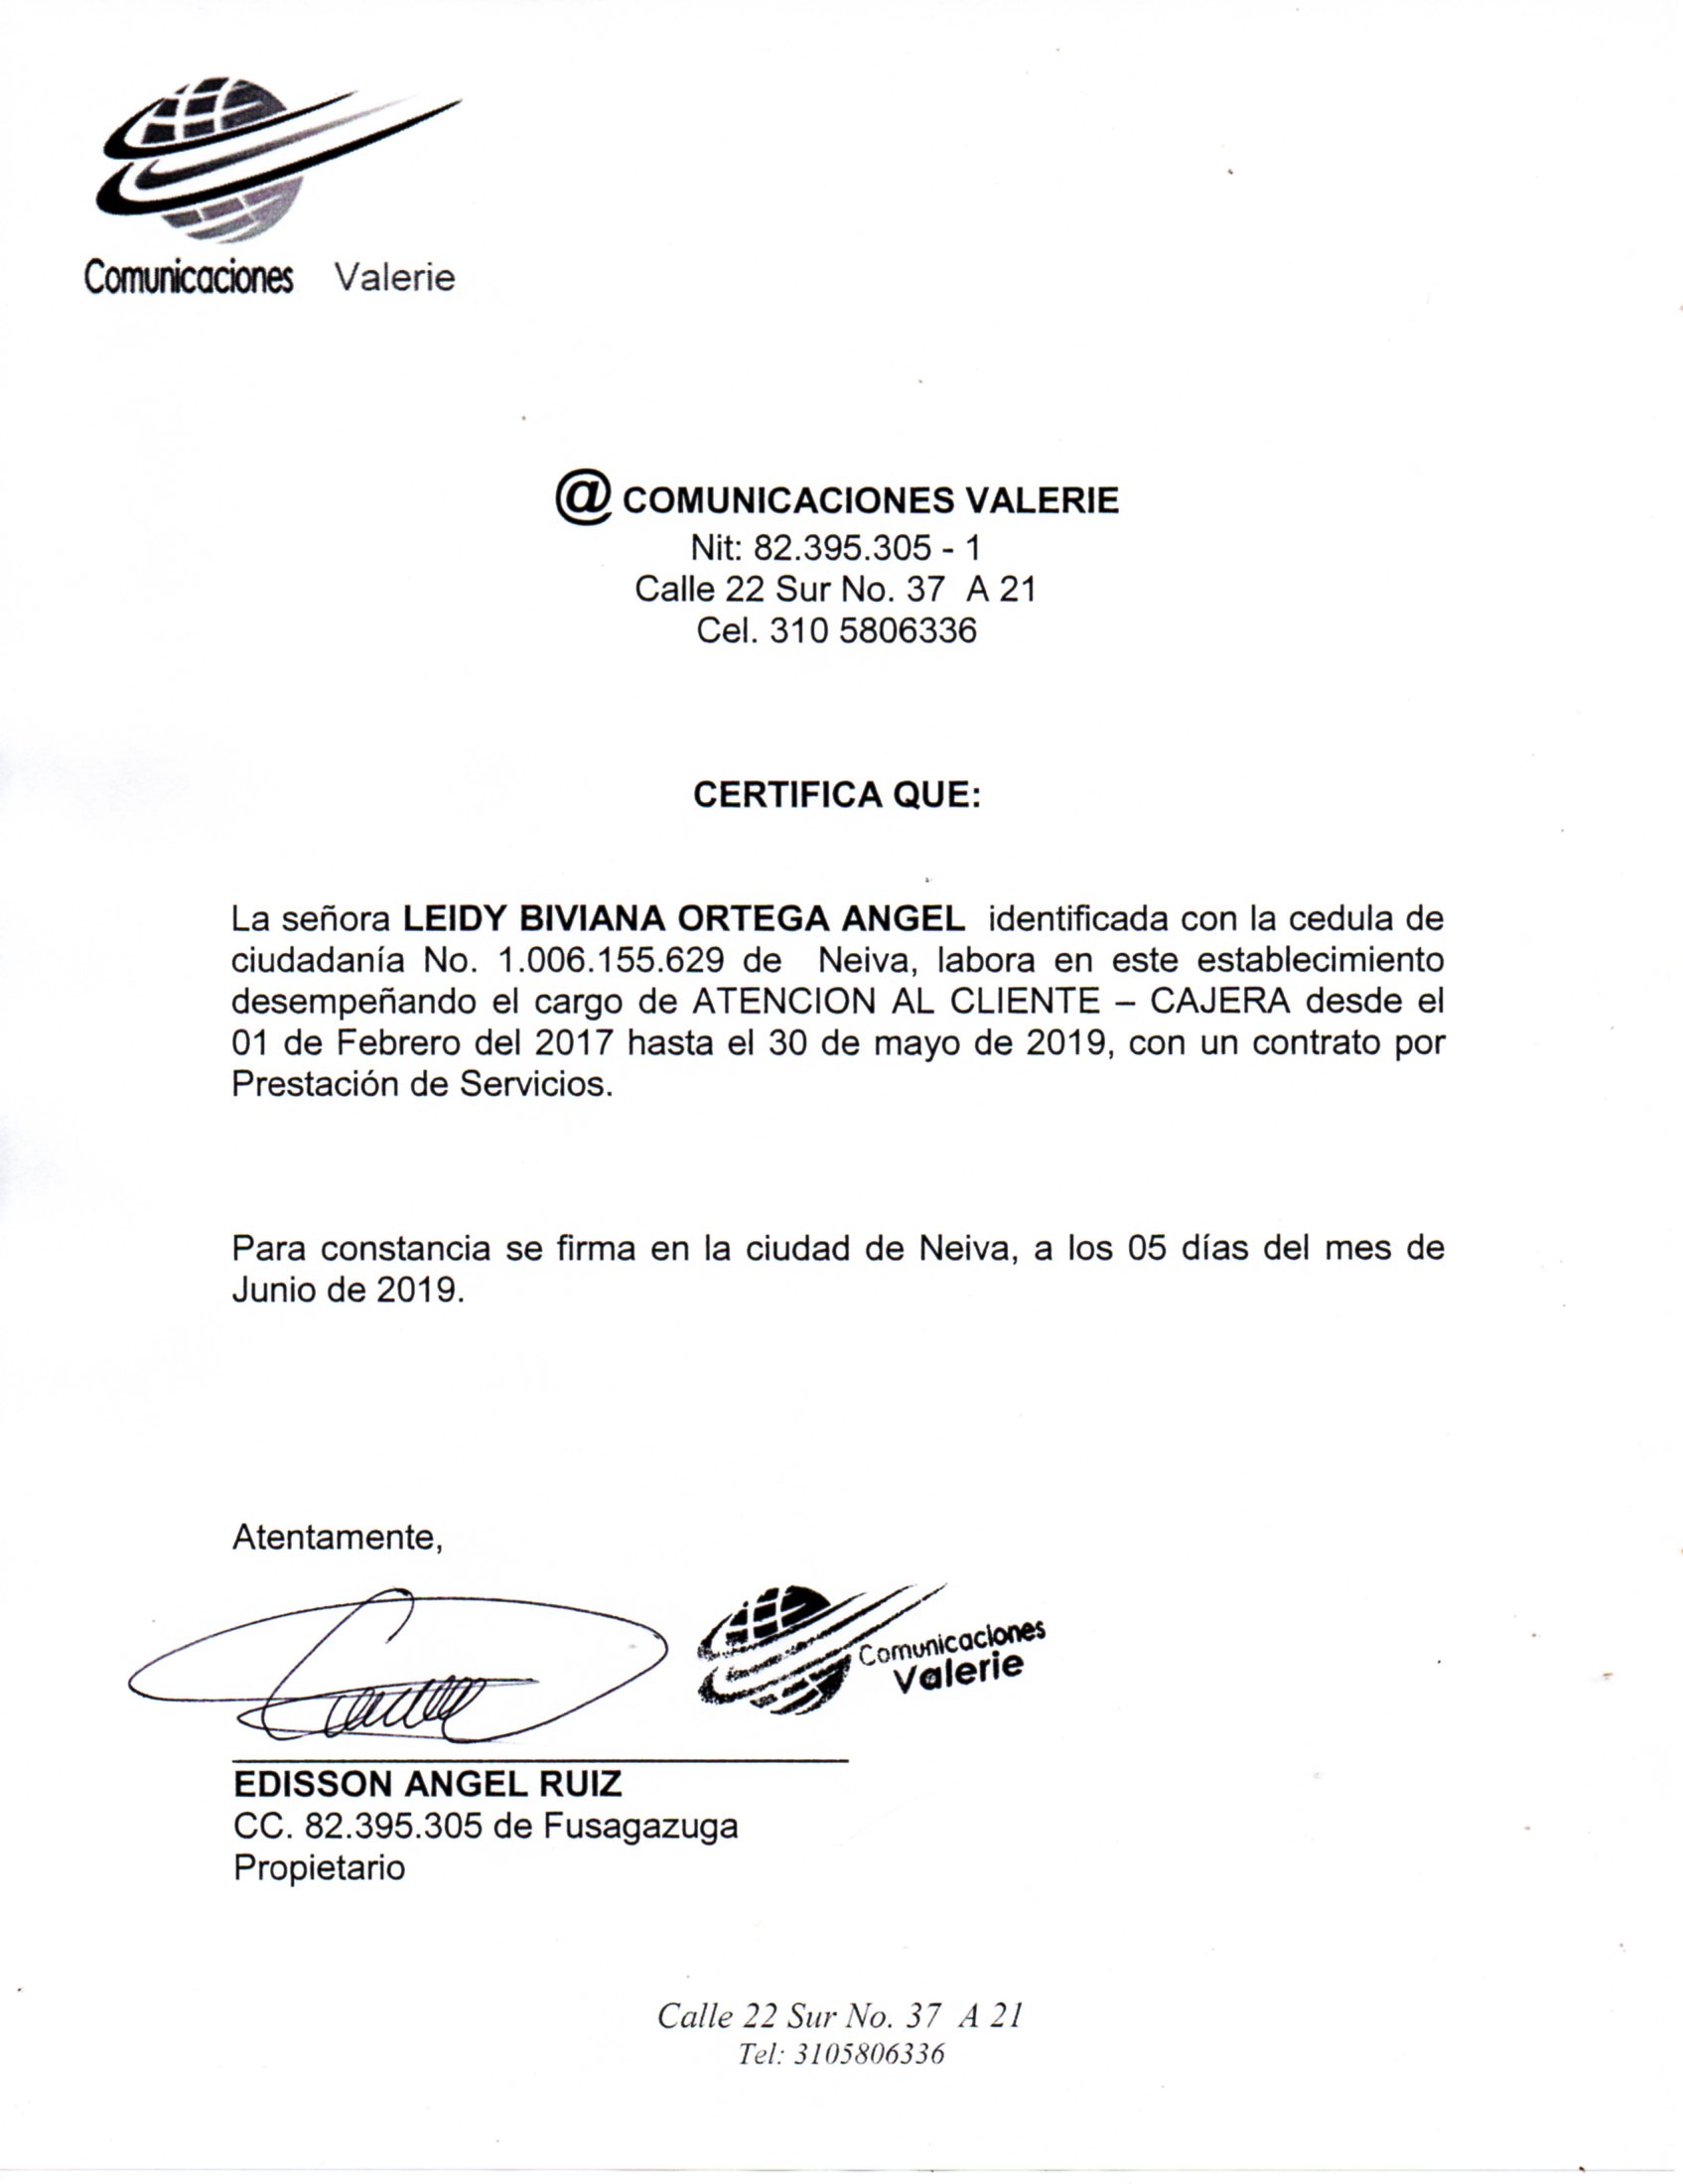 Comunicaciones Valerie
@ COMUNICACIONES VALERIE
Nit: 82.395.305 - 1
Calle 22 Sur No. 37 A 21
Cel. 310 5806336
CERTIFICA QUE:
La señora LEIDY BIVIANA ORTEGA ANGEL identificada con la cedula de
ciudadanía No. 1.006.155.629 de Neiva, labora en este establecimiento
desempeñando el cargo de ATENCION AL CLIENTE – CAJERA desde el
01 de Febrero del 2017 hasta el 30 de mayo de 2019, con un contrato por
Prestación de Servicios.
Para constancia se firma en la ciudad de Neiva, a los 05 días del mes de
Junio de 2019.
Atentamente,
Comunicaciones
Valerie
EDISSON ANGEL RUIZ
CC. 82.395.305 de Fusagazuga
Propietario
Calle 22 Sur No. 37 A 21
Tel: 3105806336